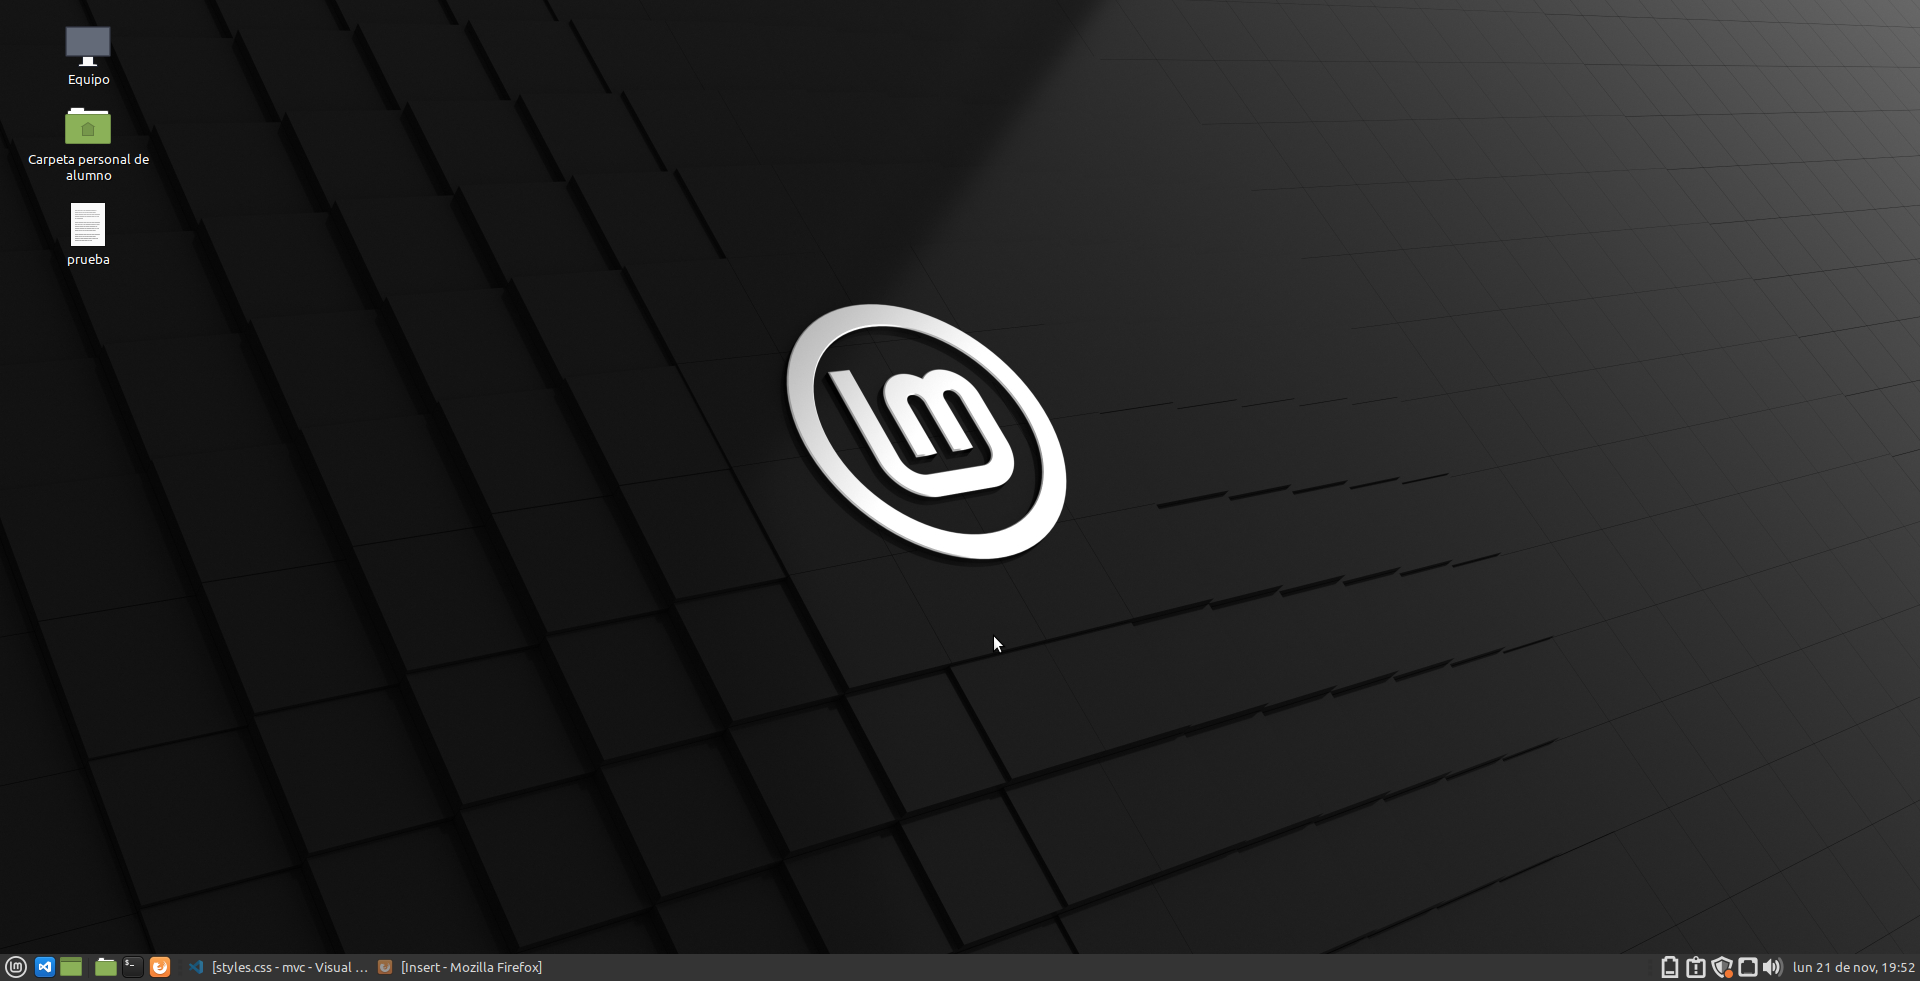 Equipo
Carpeta personal de
alumno
prueba
[styles.css - mvc - Visual ...
[Insert - Mozilla Firefox]
lun 21 de nov, 19:52